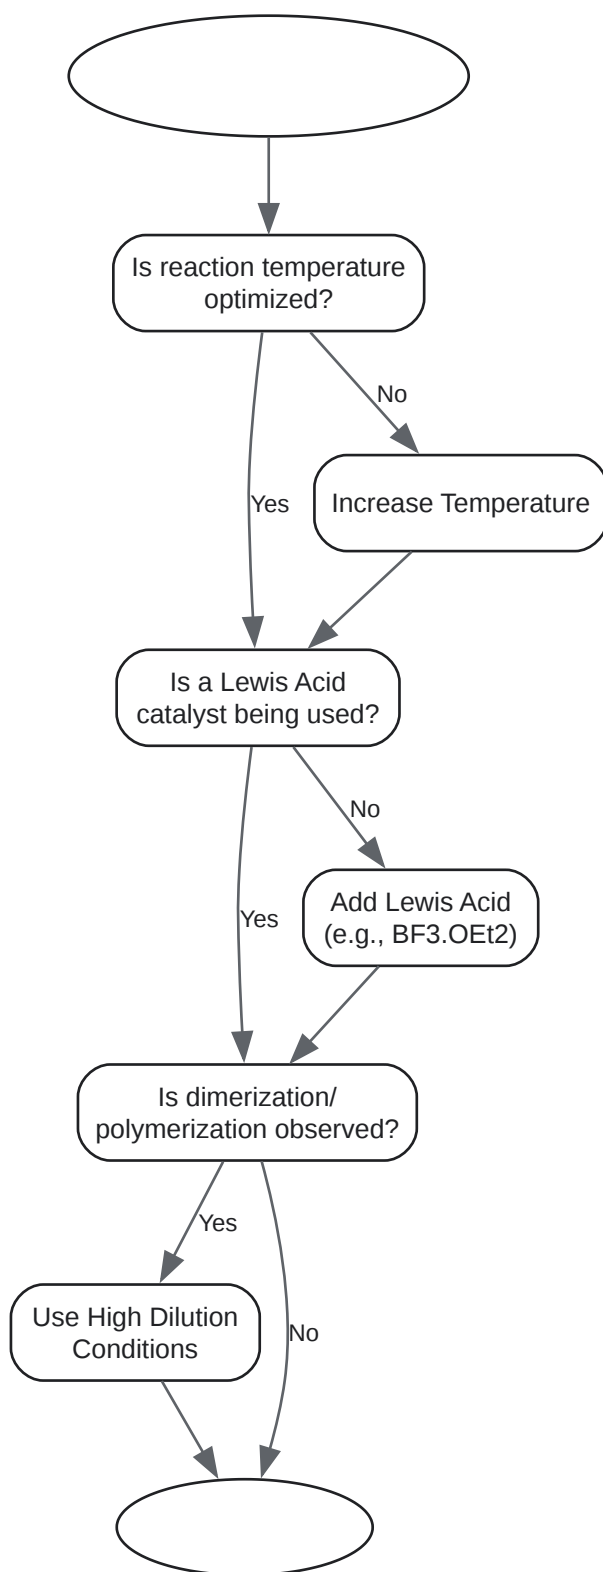 Is reaction temperature
optimized?
No
Increase Temperature
Yes
Is a Lewis Acid
catalyst being used?
No
Add Lewis Acid
(e.g., BF3.OEt2)
Yes
Is dimerization/
polymerization observed?
Yes
Use High Dilution
Conditions
No